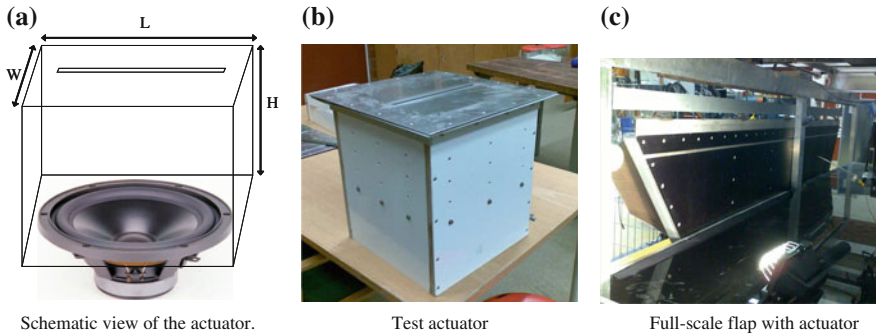 (a)
(b)
(c)
L
W
H
Schematic view of the actuator.
Test actuator
Full-scale flap with actuator